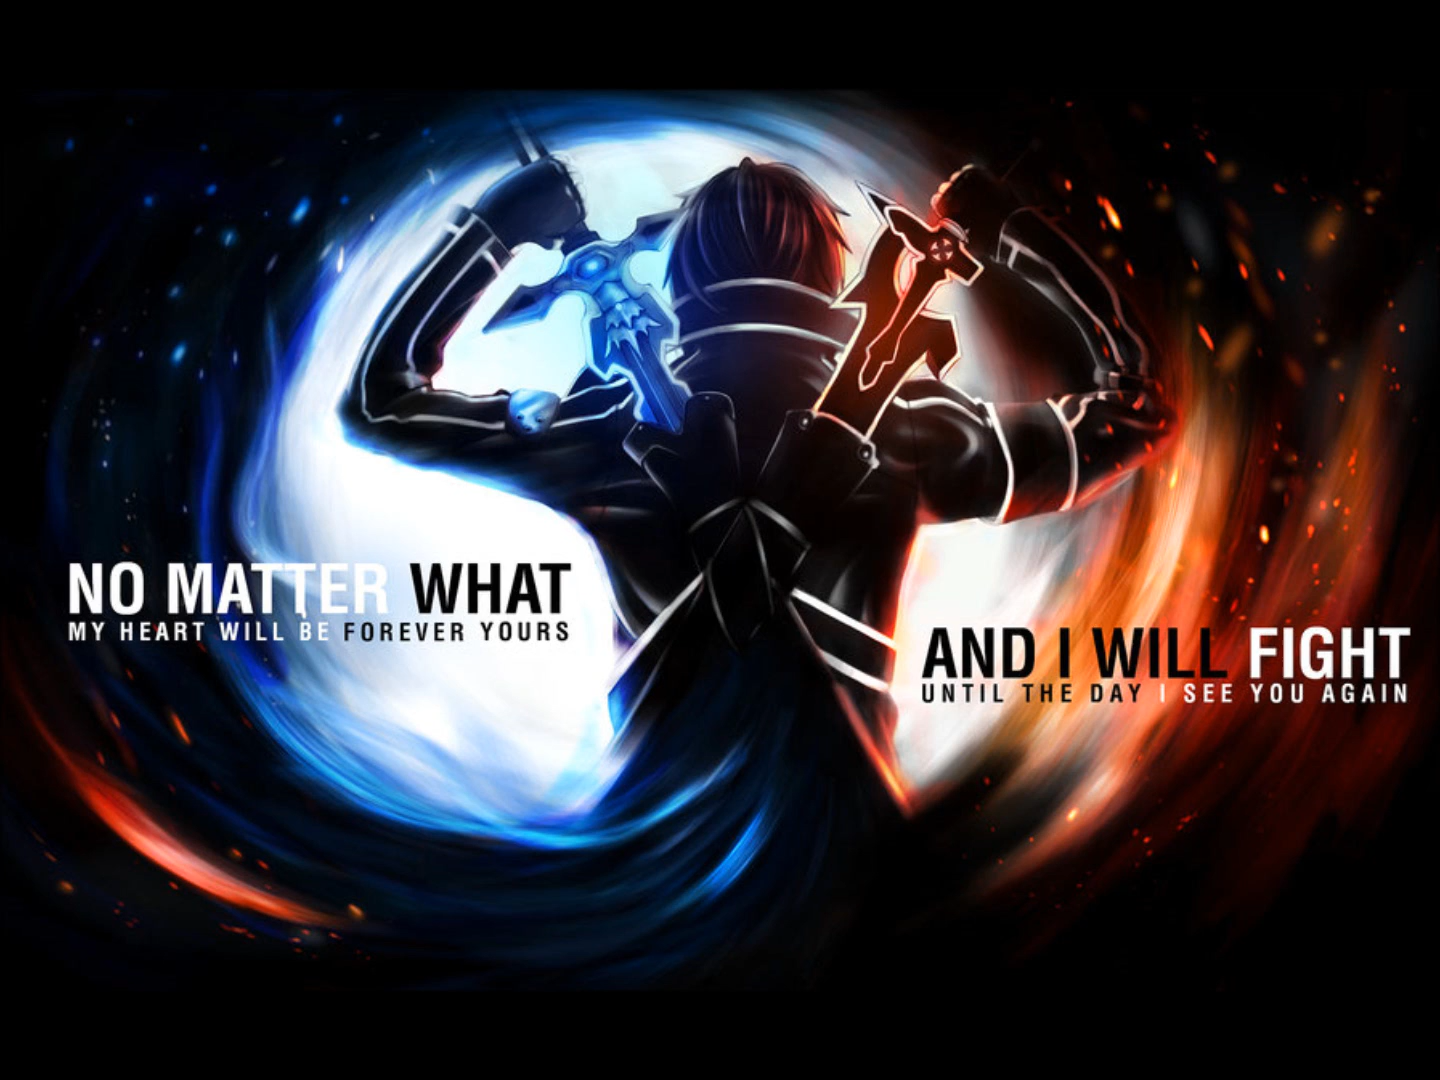 NO MATTER WHAT
MY HEART WILL BE FOREVER YOURS
AND I WILL FIGHT
UNTIL THE DAY I SEE YOU AGAIN